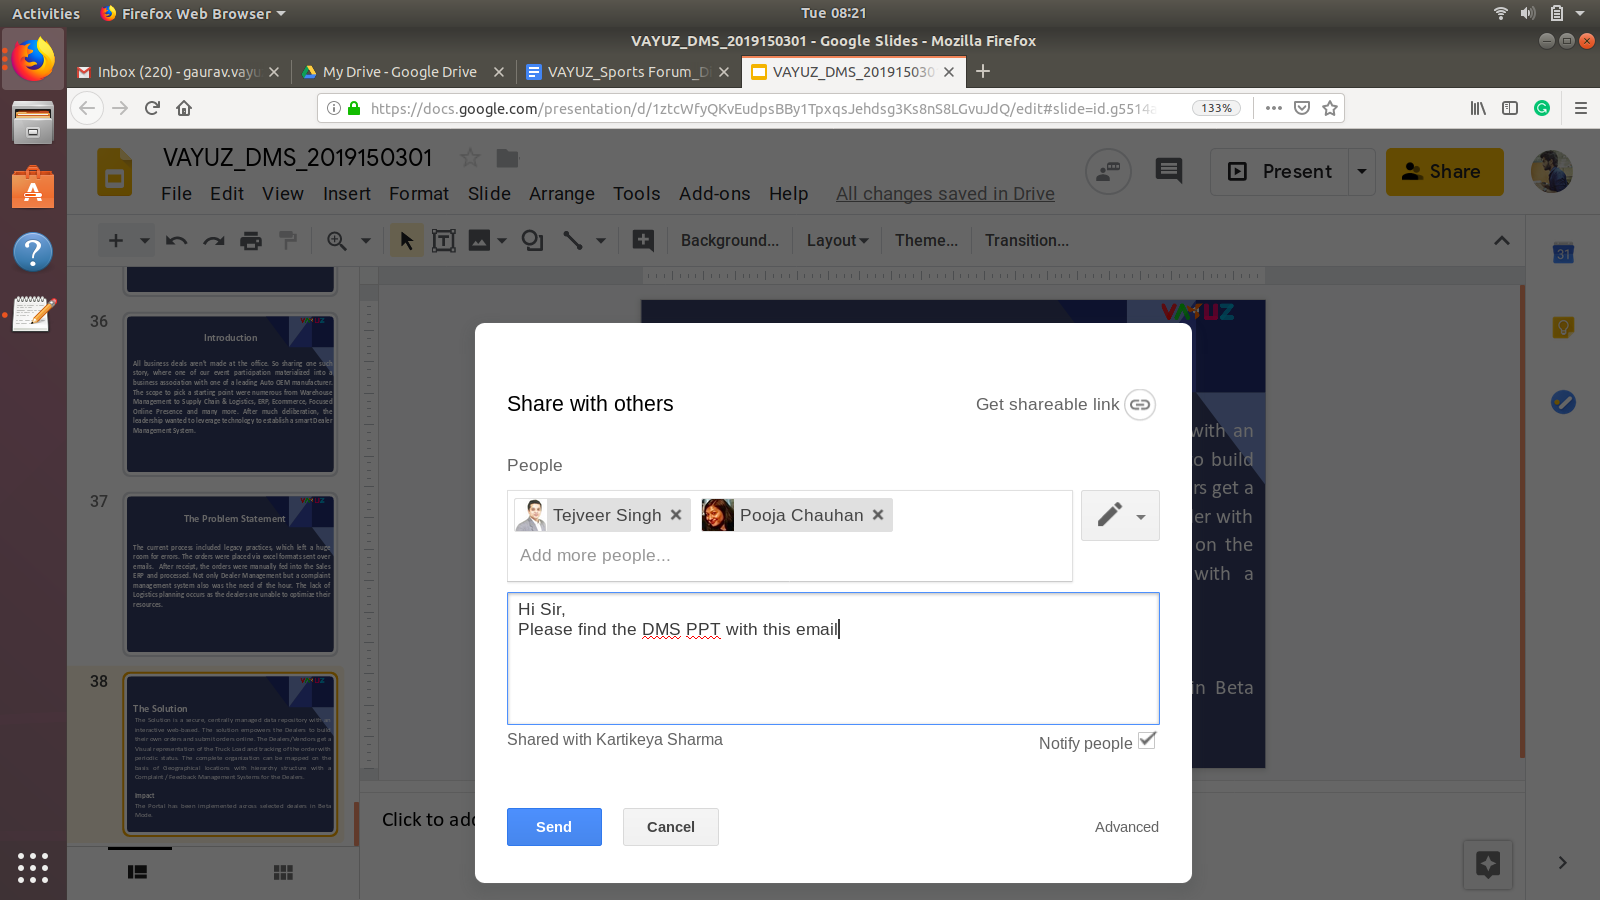 Activities
Firefox Web Browser
Tue 08:21
VAYUZ_DMS_2019150301 - Google Slides - Mozilla Firefox
Inbox (220) - gaurav.vayu
My Drive - Google Drive
VAYUZ_Sports Forum_D
VAYUZ_DMS_201915030
https://docs.google.com/presentation/d/1ztcWfyQKvEudpsBBy1TpxqsJehdsg3Ks8nS8LGvuJdQ/edit#slide=id.g5514
133%
VAYUZ_DMS_2019150301
File Edit View Insert Format Slide Arrange Tools Add-ons Help
All changes saved in Drive
Present
Share
Background...
Layout
Theme...
Transition...
31
36
VAYUZ
Introduction
All business deals aren't made at the office. So sharing one such
story, where one of our event participation materialized into a
business association with one of a leading Auto OEM manufacturer.
The scope to pick a starting point were numerous from Warehouse
Management to Supply Chain & Logistics, ERP, Ecommerce, Focused
Online Presence and many more. After much deliberation, the
leadership wanted to leverage technology to establish a smart Dealer
Management System.
37
VAYUZ
The Problem Statement
The current process included legacy practices, which left a huge
room for errors. The orders were placed via excel formats sent over
emails. After receipt, the orders were manually fed into the Sales
ERP and processed. Not only Dealer Management but a complaint
management system also was the need of the hour. The lack of
Logistics planning occurs as the dealers are unable to optimize their
resources.
38
VAYUZ
The Solution
The Solution is a secure, centrally managed data repository with an
interactive web-based. The solution empowers the Dealers to build
their own orders and submit orders online. The Dealers/Vendors get a
Visual representation of the Truck Load and tracking of the order with
periodic status. The complete organization can be mapped on the
basis of Geographical locations with hierarchy structure with a
Complaint / Feedback Management Systems for the Dealers.
Impact
The Portal has been implemented across selected dealers in Beta
Mode.
VAYUZ
with an
o build
rs get a
er with
on the
with a
in Beta
Click to add
Share with others
Get shareable link
People
Tejveer Singh
Pooja Chauhan
Add more people...
Hi Sir,
Please find the DMS PPT with this email
Shared with Kartikeya Sharma
Notify people
Send
Cancel
Advanced